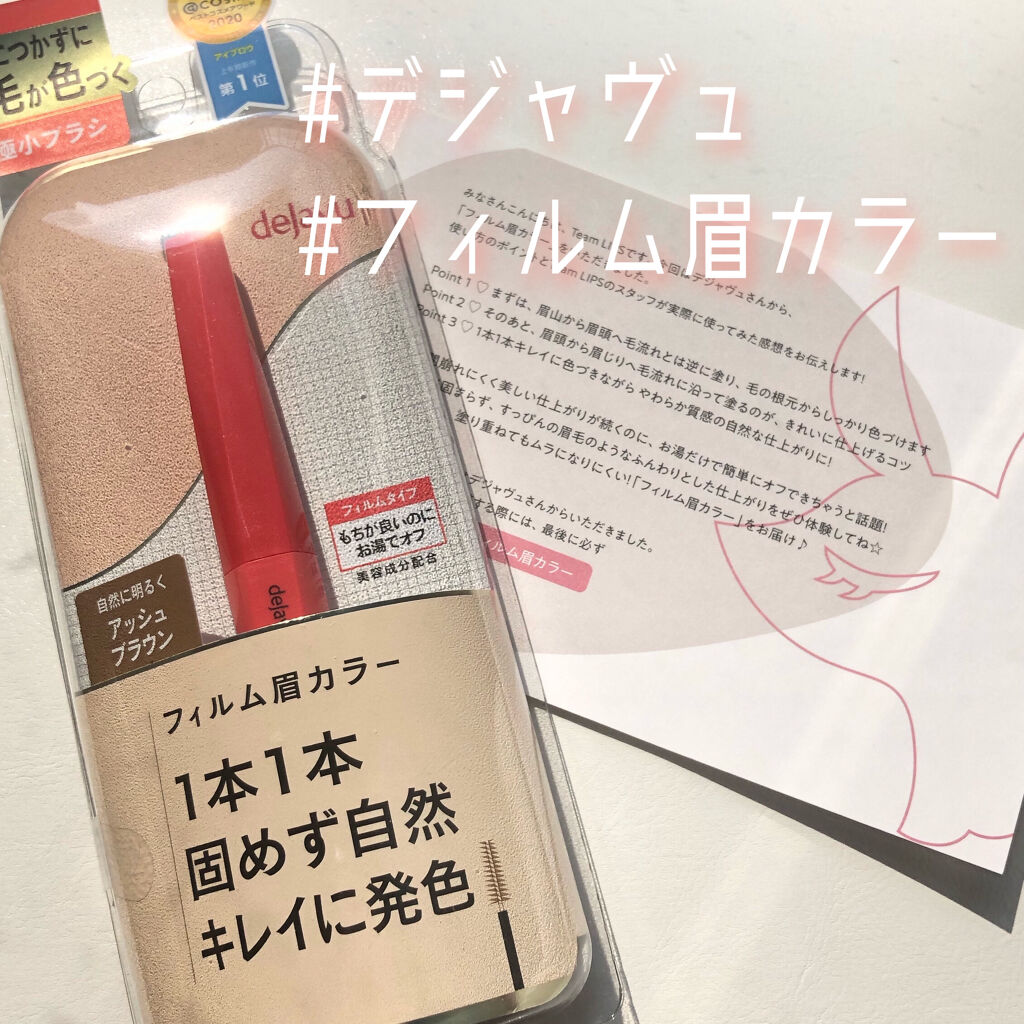 つかずに
毛が色づく
極小ブラシ
@cosme
ベストコスメアワード
2020
アイブロウ
上半期新作
第1位
#デジャヴュ
#フィルム眉カラー
dejavu
みなさんこんにちは、Team LIPSです!今回はデジャヴュさんから、
「フィルム眉カラー」をいただきました。
使い方のポイントとTeam LIPSのスタッフが実際に使ってみた感想をお伝えします!
Point 1 ♡ まずは、眉山から眉頭へ毛流れとは逆に塗り、毛の根元からしっかり色づけます
Point 2 ♡ そのあと、眉頭から眉じりへ毛流れに沿って塗るのが、きれいに仕上げるコツ
Point 3 ♡ 1本1本キレイに色づきながら やわらか質感の自然な仕上がりに!
崩れにくく美しい仕上がりが続くのに、お湯だけで簡単にオフできちゃうと話題!
固まらず、すっぴんの眉毛のようなふんわりとした仕上がりをぜひ体験してね☆
塗り重ねてもムラになりにくい!「フィルム眉カラー」をお届け♪
デジャヴュさんからいただきました。
する際には、最後に必ず
ィルム眉カラー
フィルムタイプ
もちが良いのに
お湯でオフ
美容成分配合
自然に明るく
アッシュ
ブラウン
deja
フィルム眉カラー
1本1本
固めず自然
キレイに発色